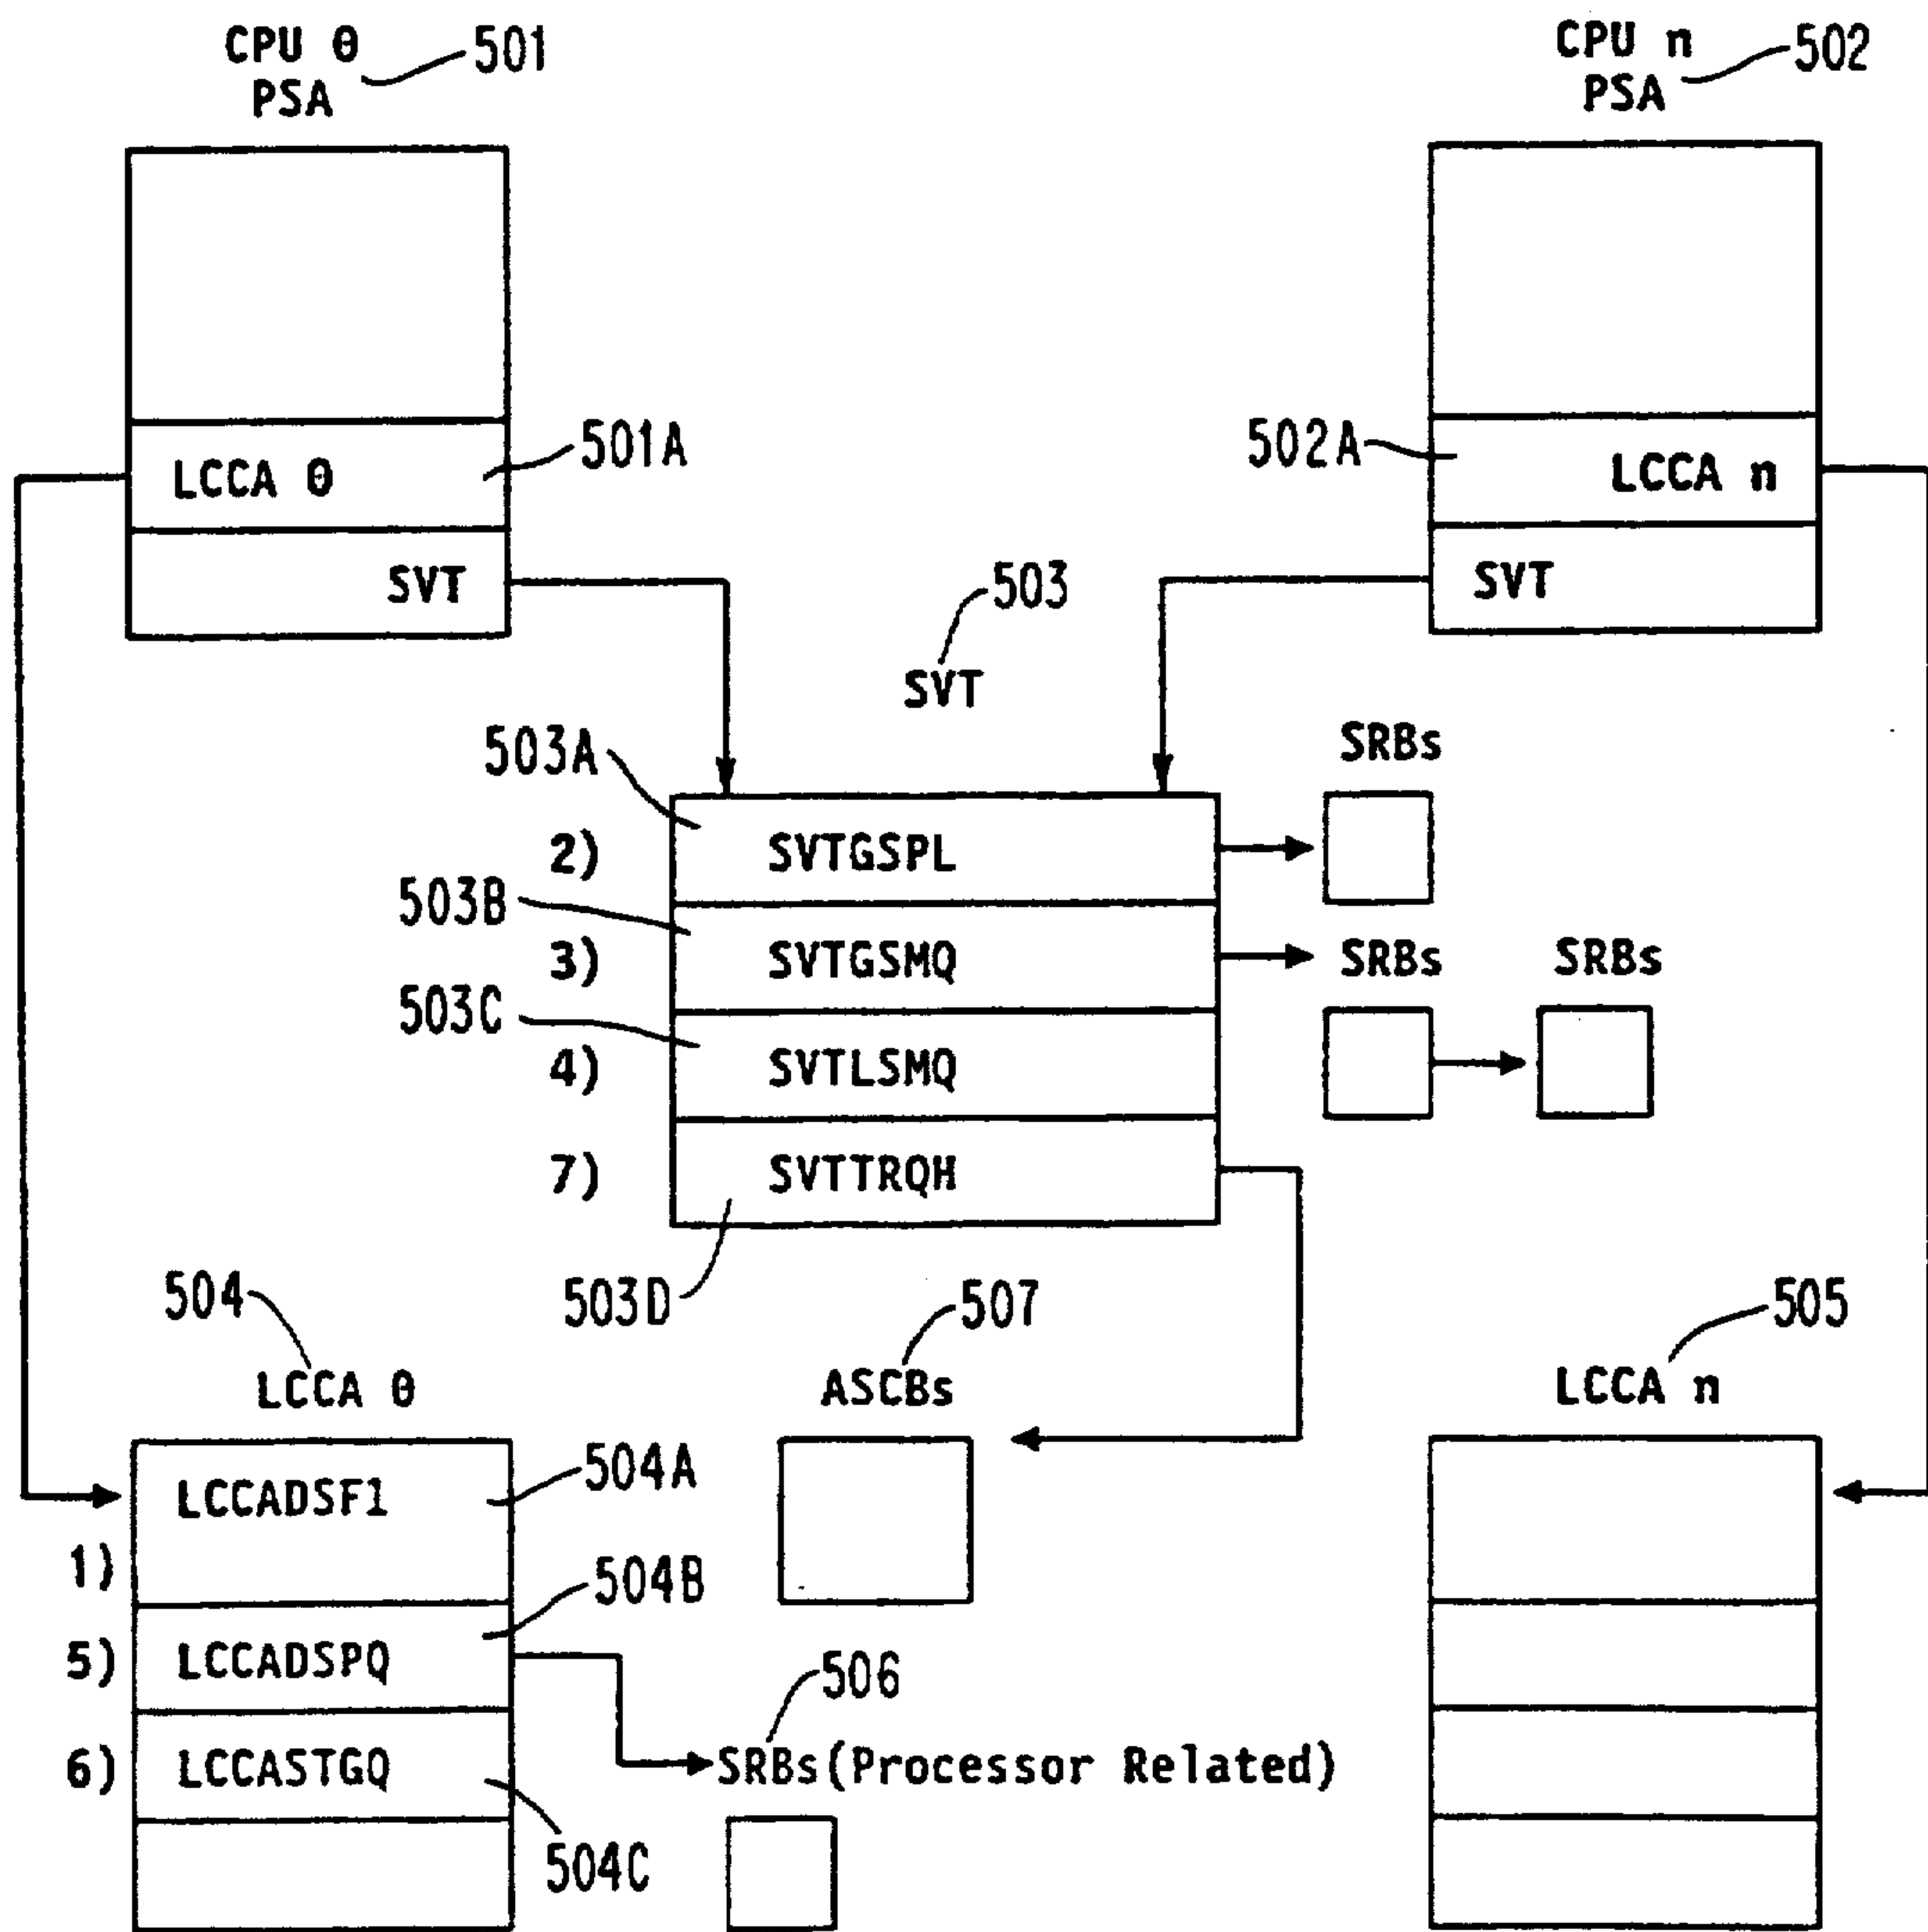 CPU 0
PSA
501
CPU n
PSA
502
LCCA 0
501A
502A
LCCA n
SVT
SVT
503
SVT
503A
SRBs
2)
SVTGSPL
503B
3)
SVTGSMQ
SRBs
SRBs
503C
4)
SVTLSMQ
7)
SVTTRQH
503D
504
LCCA 0
507
ASCBs
505
LCCA n
LCCADSF1
504A
1)
504B
5)
LCCADSPQ
506
6)
LCCASTGQ
SRBs(Processor Related)
504C